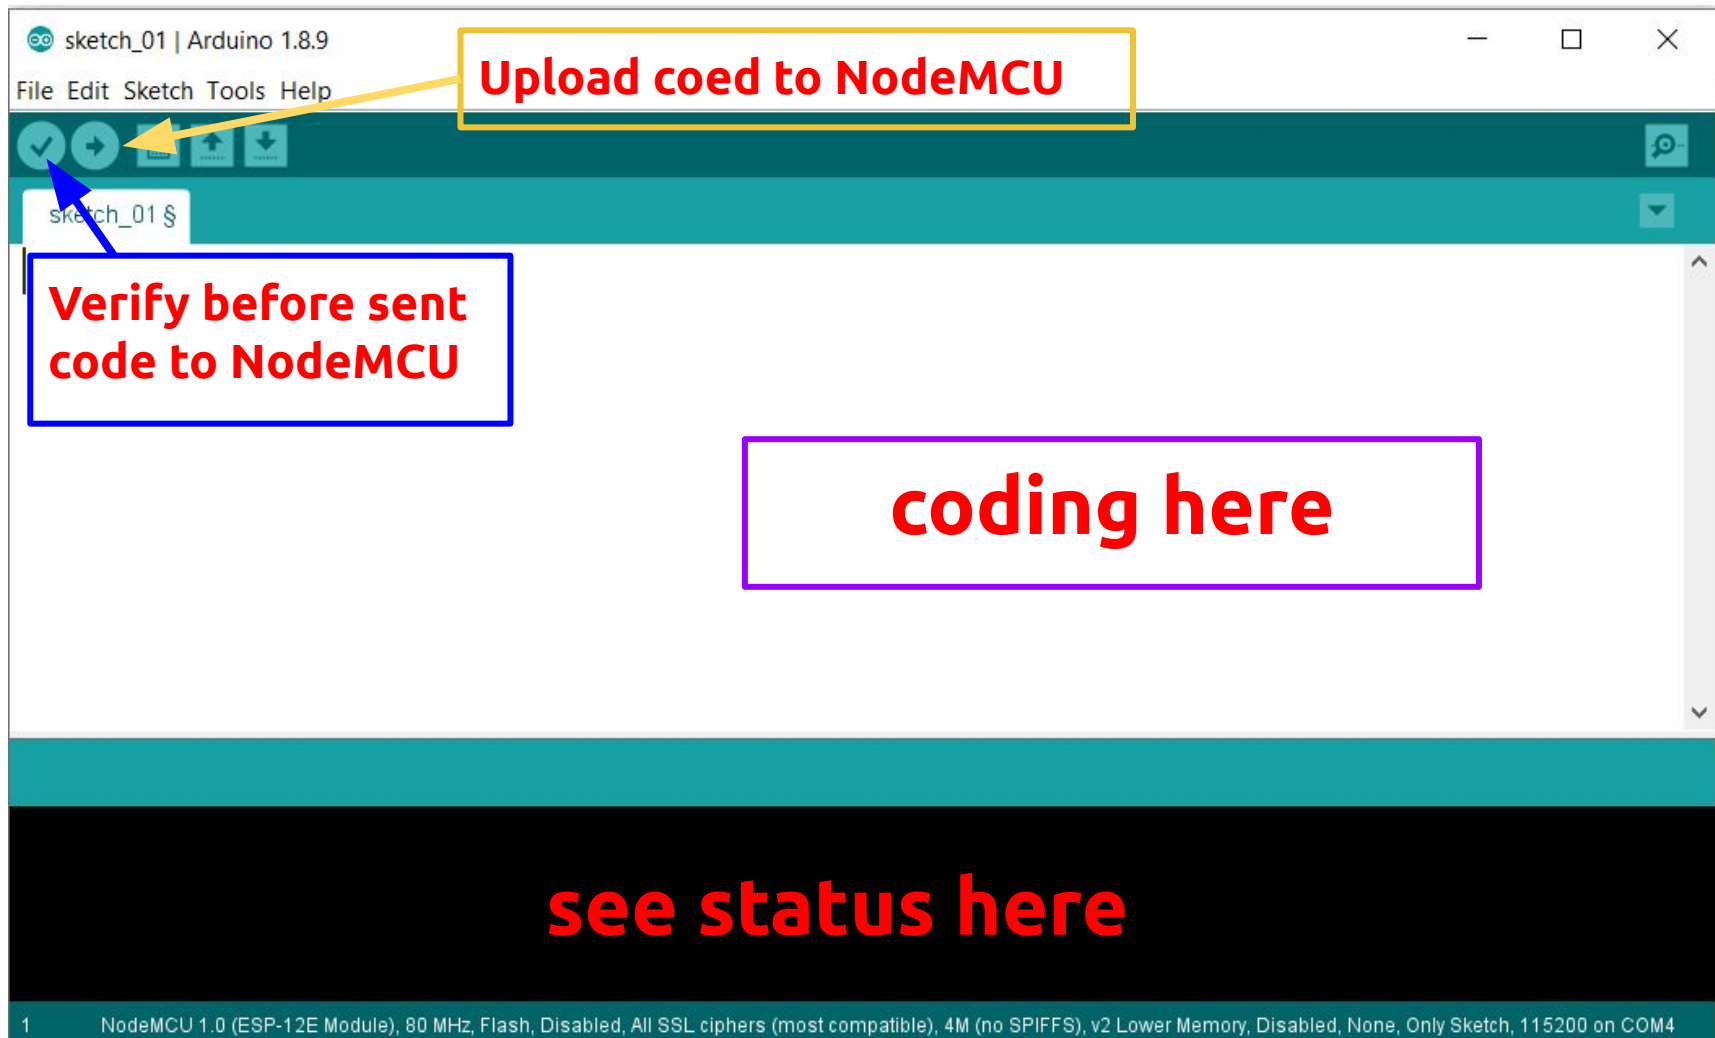 sketch_01 | Arduino 1.8.9
File Edit Sketch Tools Help
Upload coed to NodeMCU
sketch_01 §
Verify before sent
code to NodeMCU
coding here
see status here
1 NodeMCU 1.0 (ESP-12E Module), 80 MHz, Flash, Disabled, All SSL ciphers (most compatible), 4M (no SPIFFS), v2 Lower Memory, Disabled, None, Only Sketch, 115200 on COM4